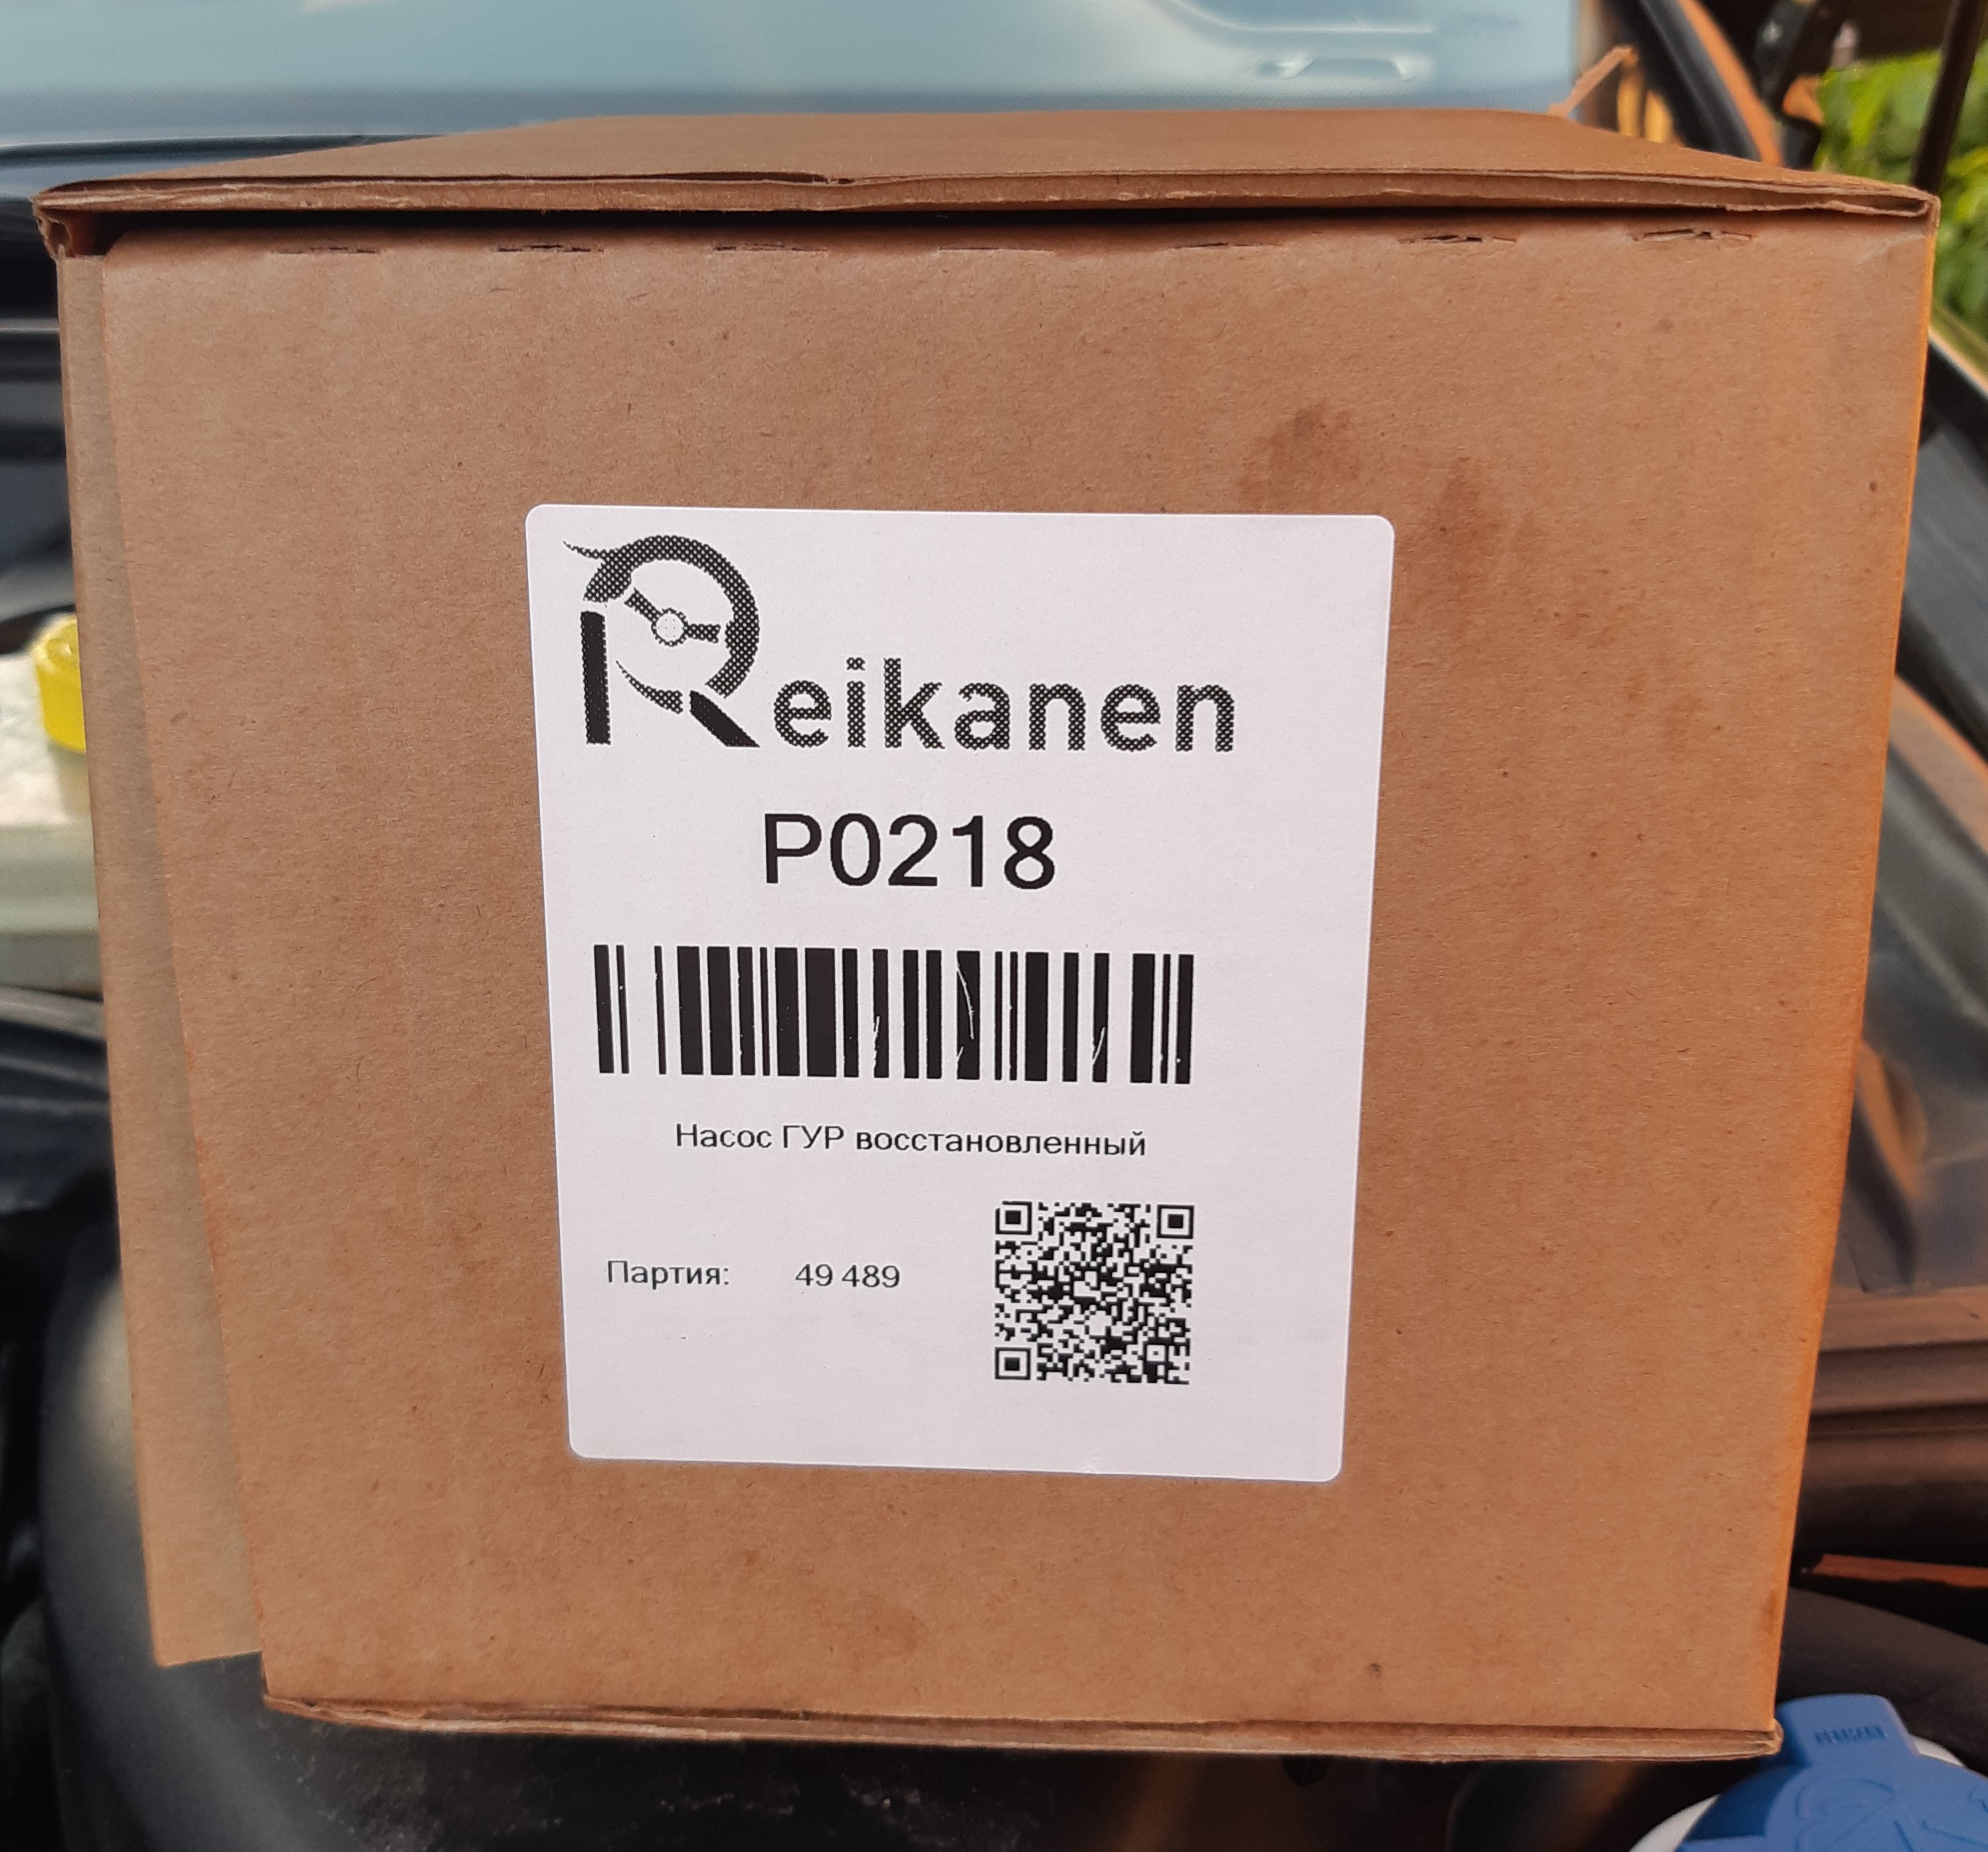 Reikanen
P0218
Насос ГУР восстановленный
Партия: 49 489